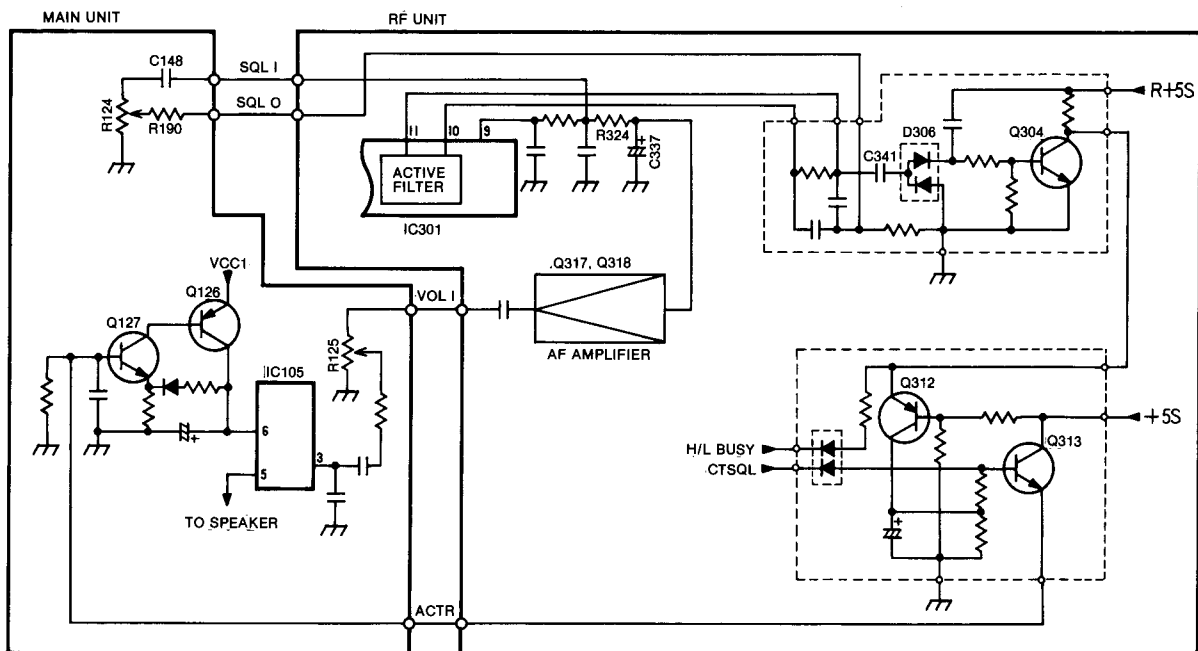 MAIN UNIT
RF UNIT
C148
SQL I
SQL O
R124
R190
11
10
9
R324
C337
ACTIVE
FILTER
IC301
R+5S
D306
Q304
C341
VCC1
Q126
Q127
VOL I
Q317, Q318
AF AMPLIFIER
R125
IC105
6
5
3
TO SPEAKER
Q312
+5S
H/L BUSY
CTSQL
Q313
ACTR